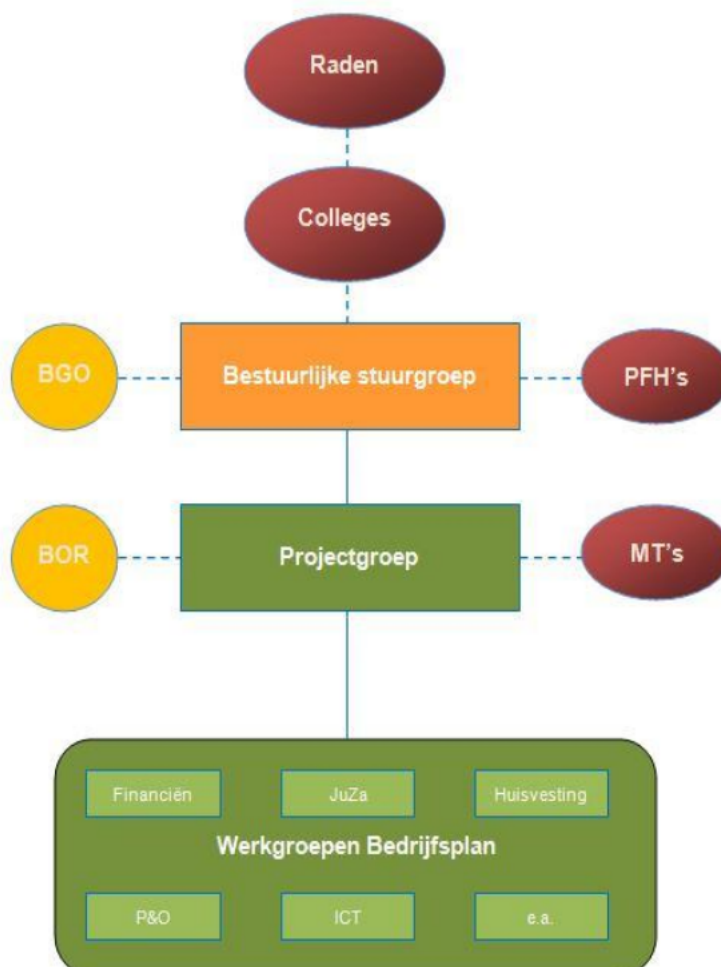 Raden
Colleges
BGO
Bestuurlijke stuurgroep
PFH's
BOR
Projectgroep
MT's
Financiën
JuZa
Huisvesting
Werkgroepen Bedrijfsplan
P&O
ICT
e.a.